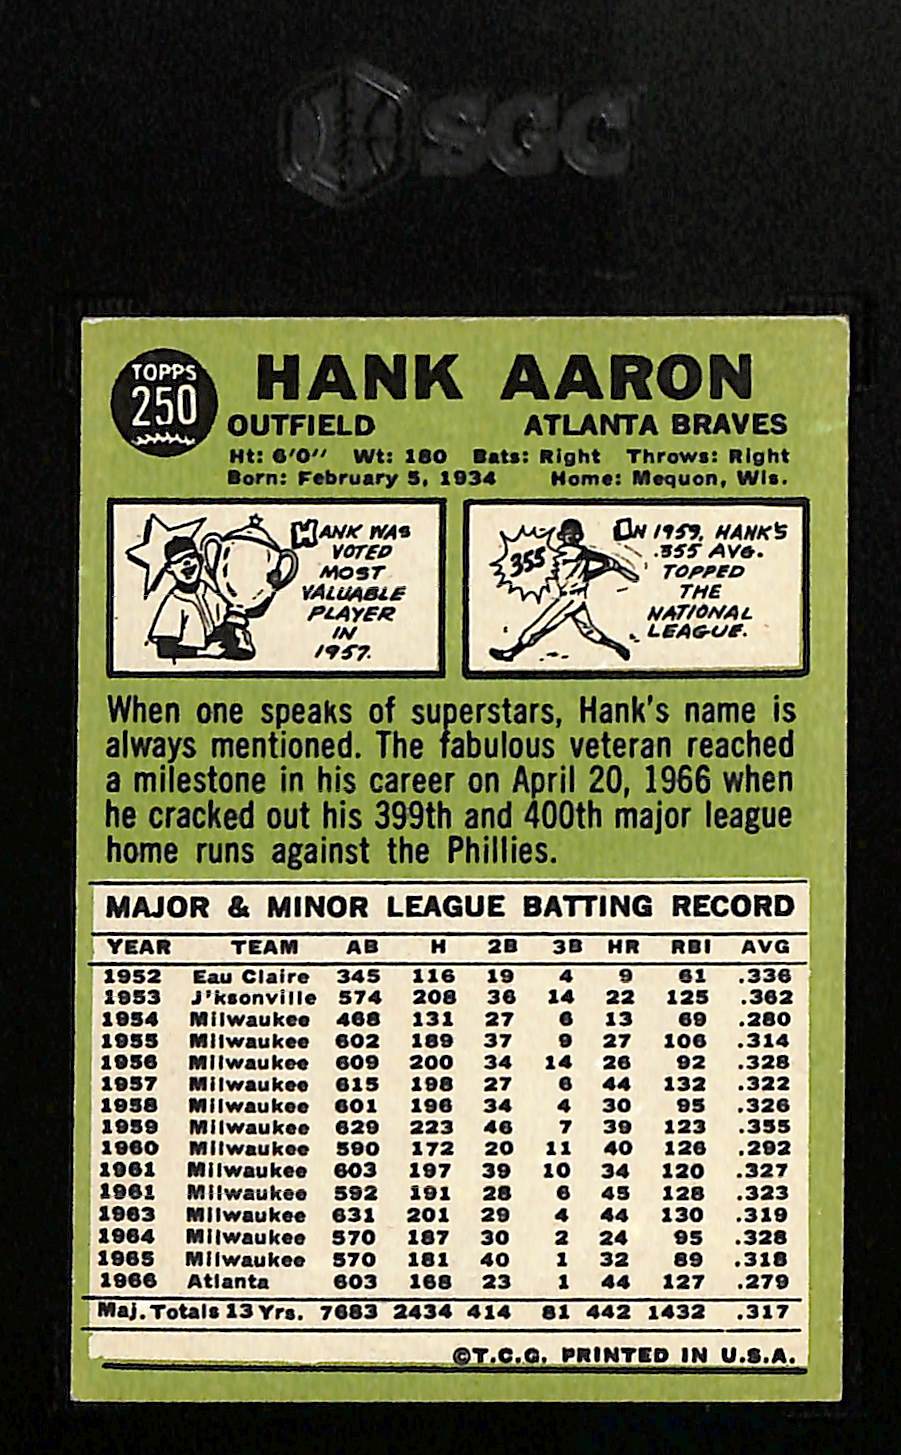 SGC
TOPPS
250
HANK AARON
OUTFIELD ATLANTA BRAVES
Ht: 6'0" Wt: 180 Bats: Right Throws: Right
Born: February 5, 1934 Home: Mequon, Wis.
HANK WAS
VOTED
MOST
VALUABLE
PLAYER
IN
1957.
355
IN 1959, HANK'S
.355 AVG.
TOPPED
THE
NATIONAL
LEAGUE.
When one speaks of superstars, Hank's name is
always mentioned. The fabulous veteran reached
a milestone in his career on April 20, 1966 when
he cracked out his 399th and 400th major league
home runs against the Phillies.
MAJOR & MINOR LEAGUE BATTING RECORD
YEAR TEAM AB H 2B 3B HR RBI AVG
1952 Eau Claire 345 116 19 4 9 61 .336
1953 J'ksonville 574 208 36 14 22 125 .362
1954 Milwaukee 468 131 27 6 13 69 .280
1955 Milwaukee 602 189 37 9 27 106 .314
1956 Milwaukee 609 200 34 14 26 92 .328
1957 Milwaukee 615 198 27 6 44 132 .322
1958 Milwaukee 601 196 34 4 30 95 .326
1959 Milwaukee 629 223 46 7 39 123 .355
1960 Milwaukee 590 172 20 11 40 126 .292
1961 Milwaukee 603 197 39 10 34 120 .327
1961 Milwaukee 592 191 28 6 45 128 .323
1963 Milwaukee 631 201 29 4 44 130 .319
1964 Milwaukee 570 187 30 2 24 95 .328
1965 Milwaukee 570 181 40 1 32 89 .318
1966 Atlanta 603 168 23 1 44 127 .279
Maj. Totals 13 Yrs. 7683 2434 414 81 442 1432 .317
©T.C.G. PRINTED IN U.S.A.